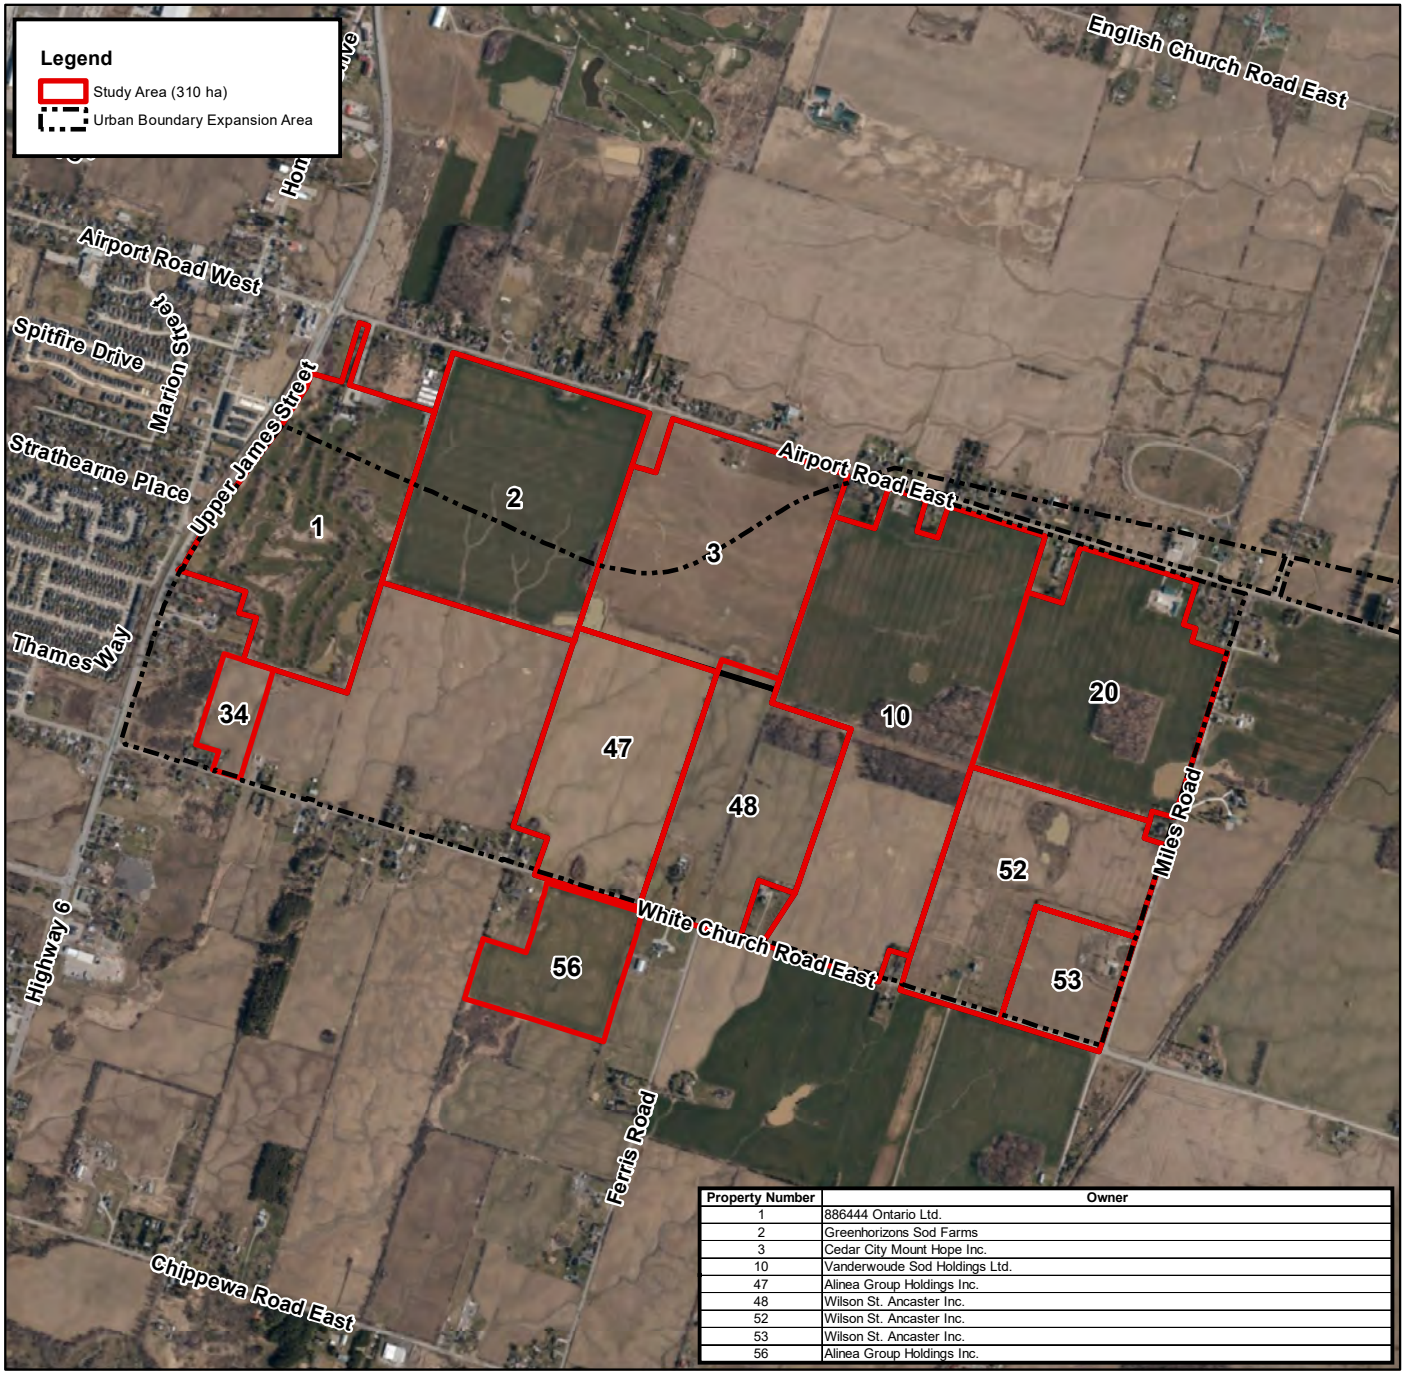 Legend
Study Area (310 ha)
Urban Boundary Expansion Area
English Church Road East
Airport Road West
Spitfire Drive
Marion Street
Upper James Street
Strathearne Place
Thames Way
Airport Road East
1
2
3
10
20
34
47
48
52
53
56
Miles Road
White Church Road East
Highway 6
Ferris Road
Chippewa Road East
Property Number Owner
1 886444 Ontario Ltd.
2 Greenhorizons Sod Farms
3 Cedar City Mount Hope Inc.
10 Vanderwoude Sod Holdings Ltd.
47 Alinea Group Holdings Inc.
48 Wilson St. Ancaster Inc.
52 Wilson St. Ancaster Inc.
53 Wilson St. Ancaster Inc.
56 Alinea Group Holdings Inc.